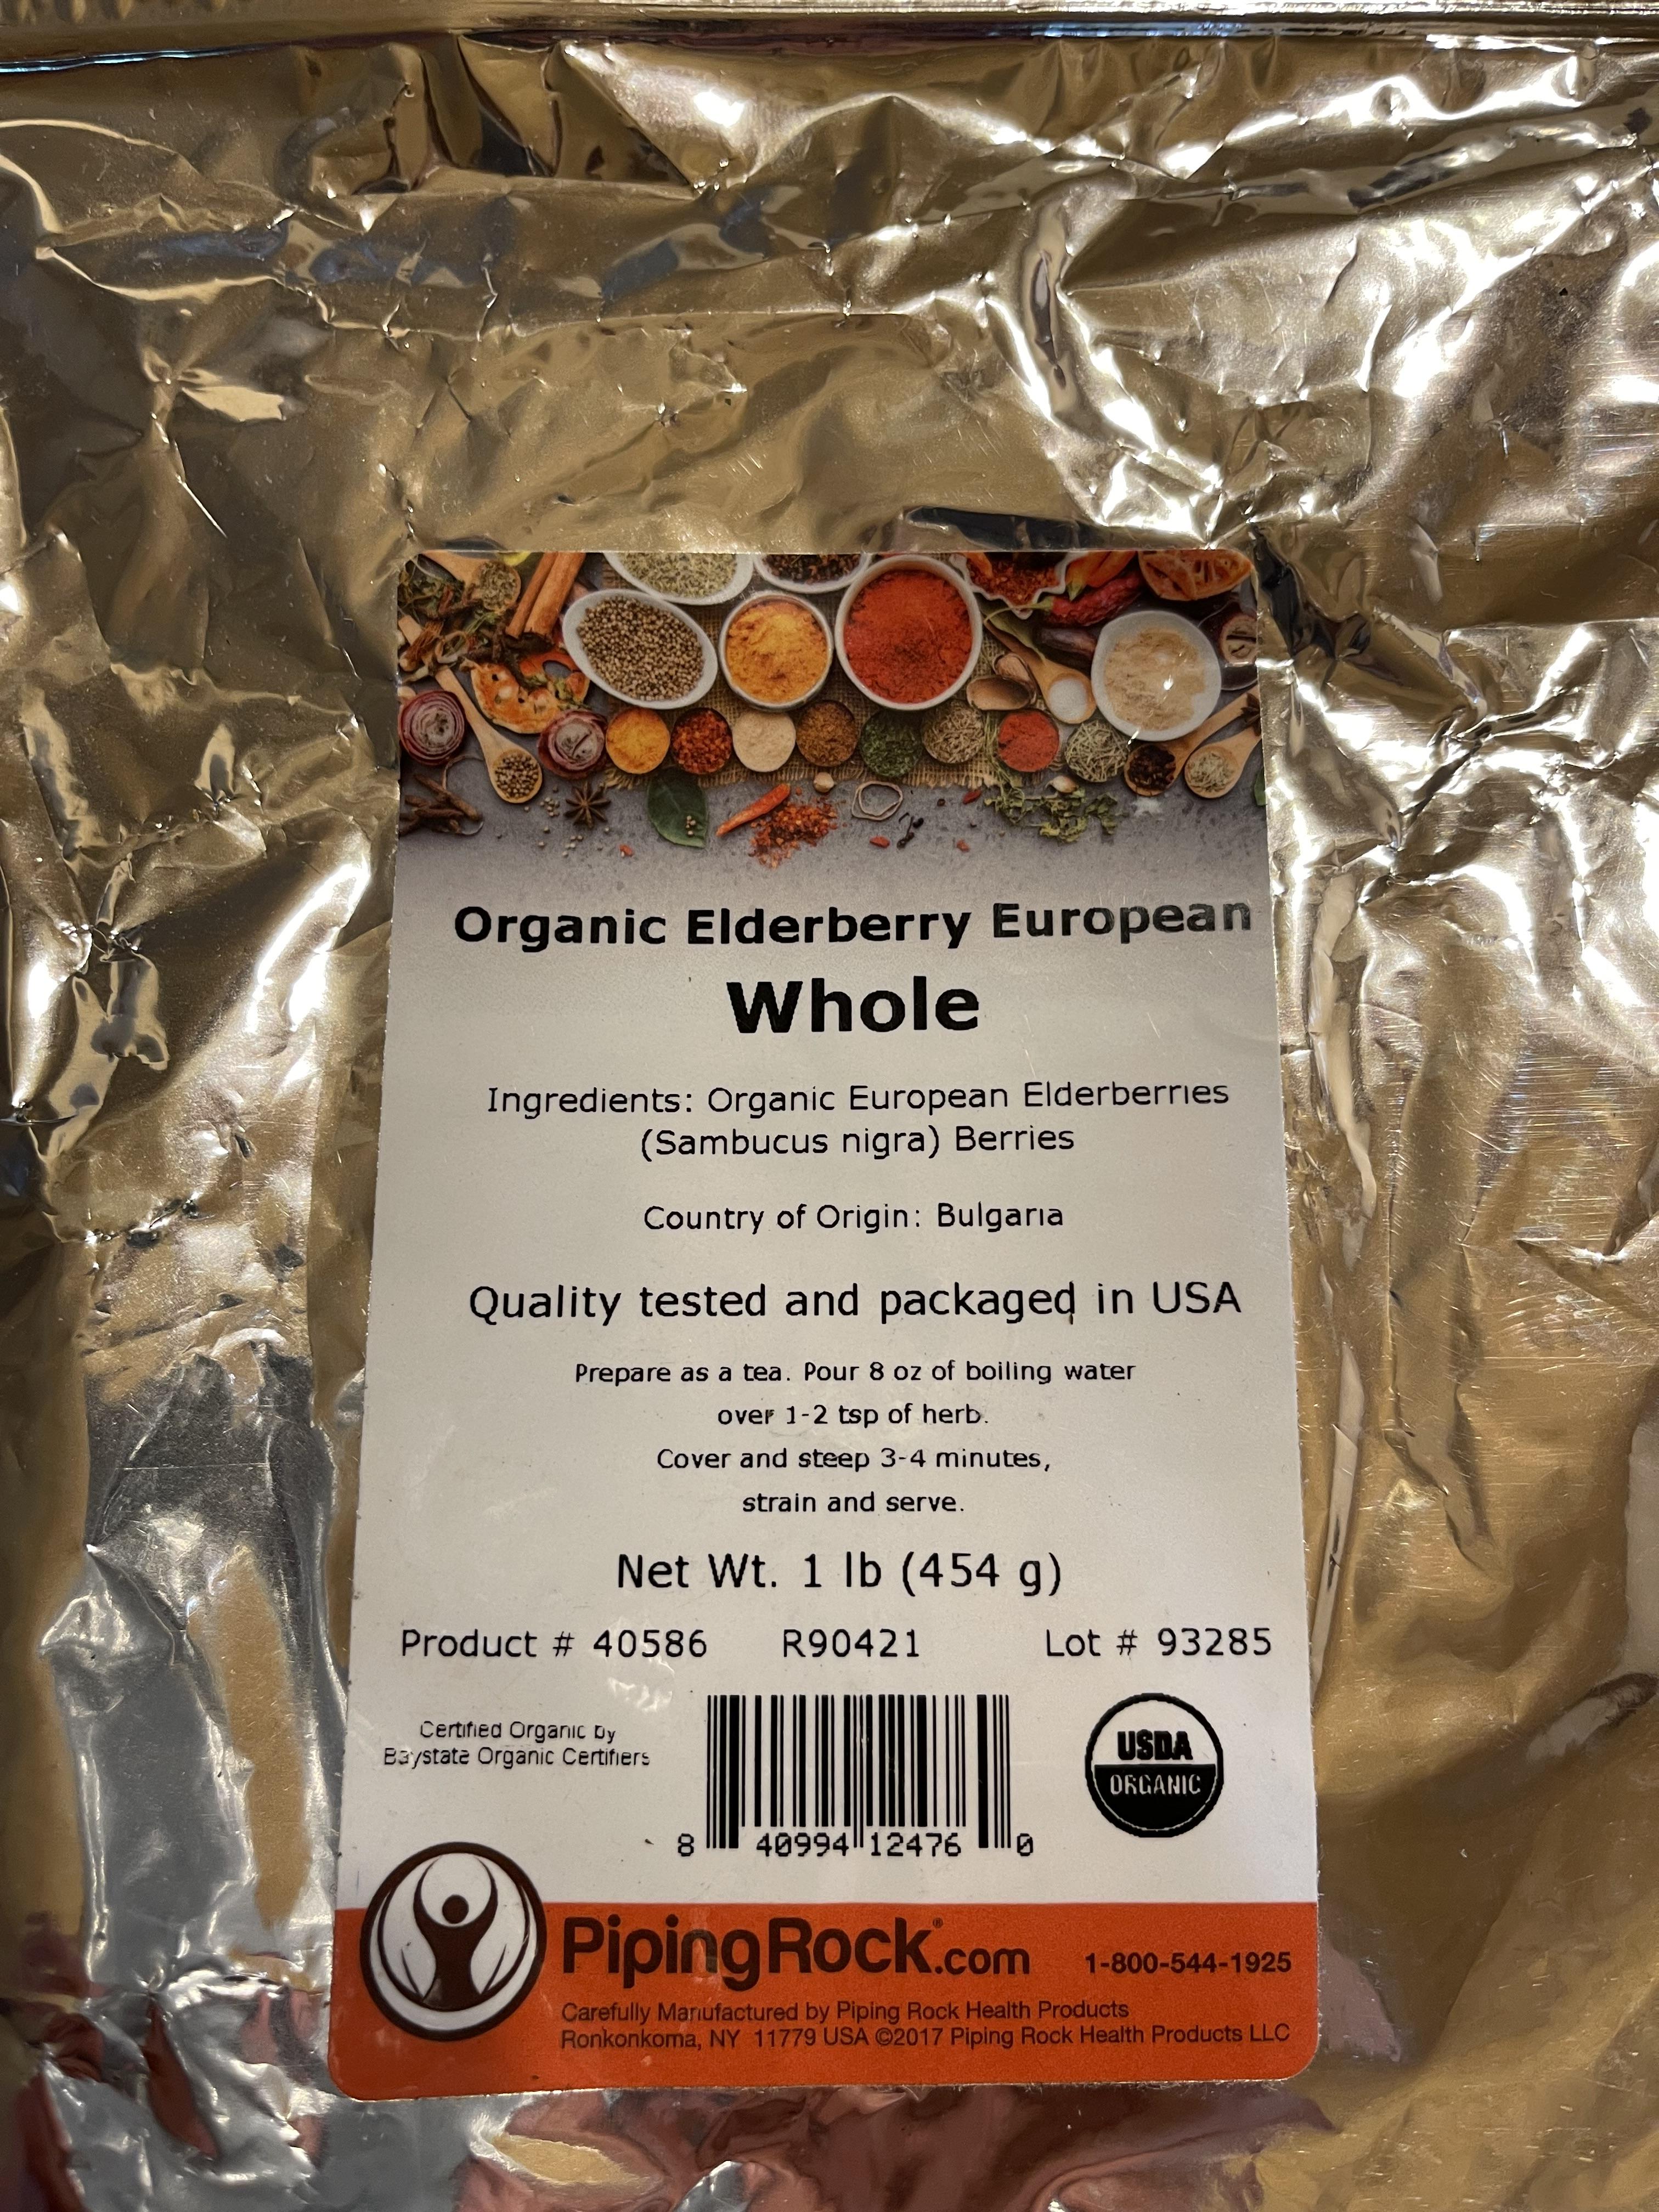 Organic Elderberry European
Whole
Ingredients: Organic European Elderberries
(Sambucus nigra) Berries
Country of Origin: Bulgaria
Quality tested and packaged in USA
Prepare as a tea. Pour 8 oz of boiling water
over 1-2 tsp of herb.
Cover and steep 3-4 minutes,
strain and serve.
Net Wt. 1 lb (454 g)
Product # 40586 R90421 Lot # 93285
Certified Organic by
Baystate Organic Certifiers
USDA
ORGANIC
8 40994 12476 0
PipingRock®.com 1-800-544-1925
Carefully Manufactured by Piping Rock Health Products
Ronkonkoma, NY 11779 USA ©2017 Piping Rock Health Products LLC